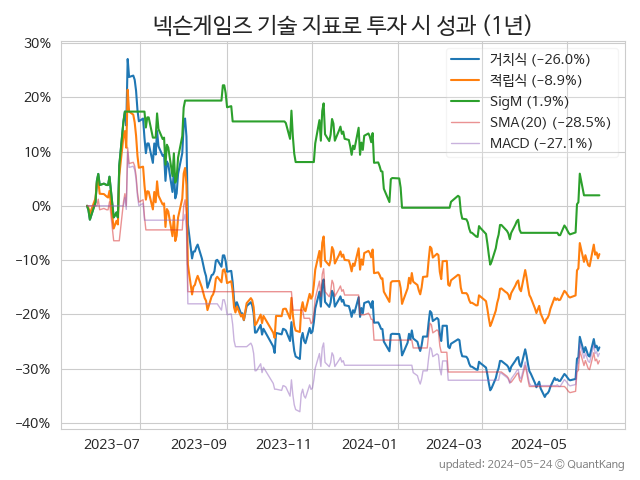 넥슨게임즈 기술 지표로 투자 시 성과 (1년)
거치식 (−26.0%)
적립식 (−8.9%)
SigM (1.9%)
SMA(20) (−28.5%)
MACD (−27.1%)
30%
20%
10%
0%
−10%
−20%
−30%
−40%
2023-07 2023-09 2023-11 2024-01 2024-03 2024-05
updated: 2024-05-24 © QuantKang